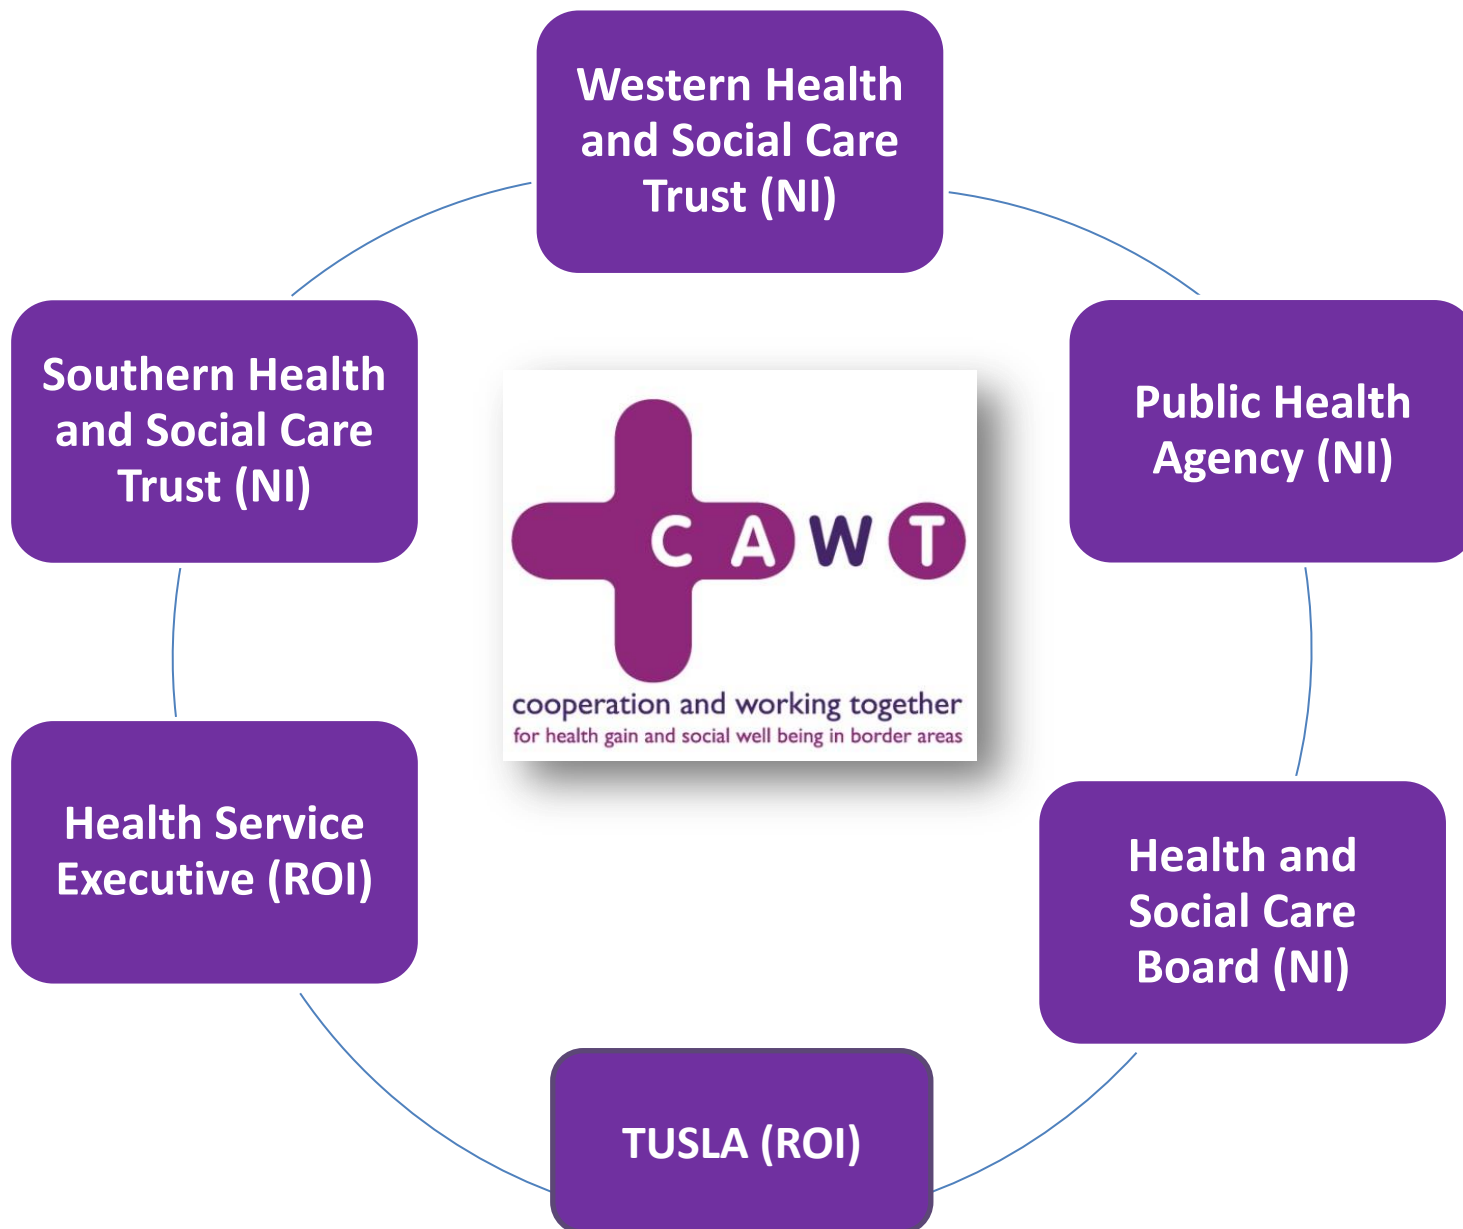 Western Health
and Social Care
Trust (NI)
Southern Health
and Social Care
Trust (NI)
Public Health
Agency (NI)
C A W T
cooperation and working together
for health gain and social well being in border areas
Health Service
Executive (ROI)
Health and
Social Care
Board (NI)
TUSLA (ROI)